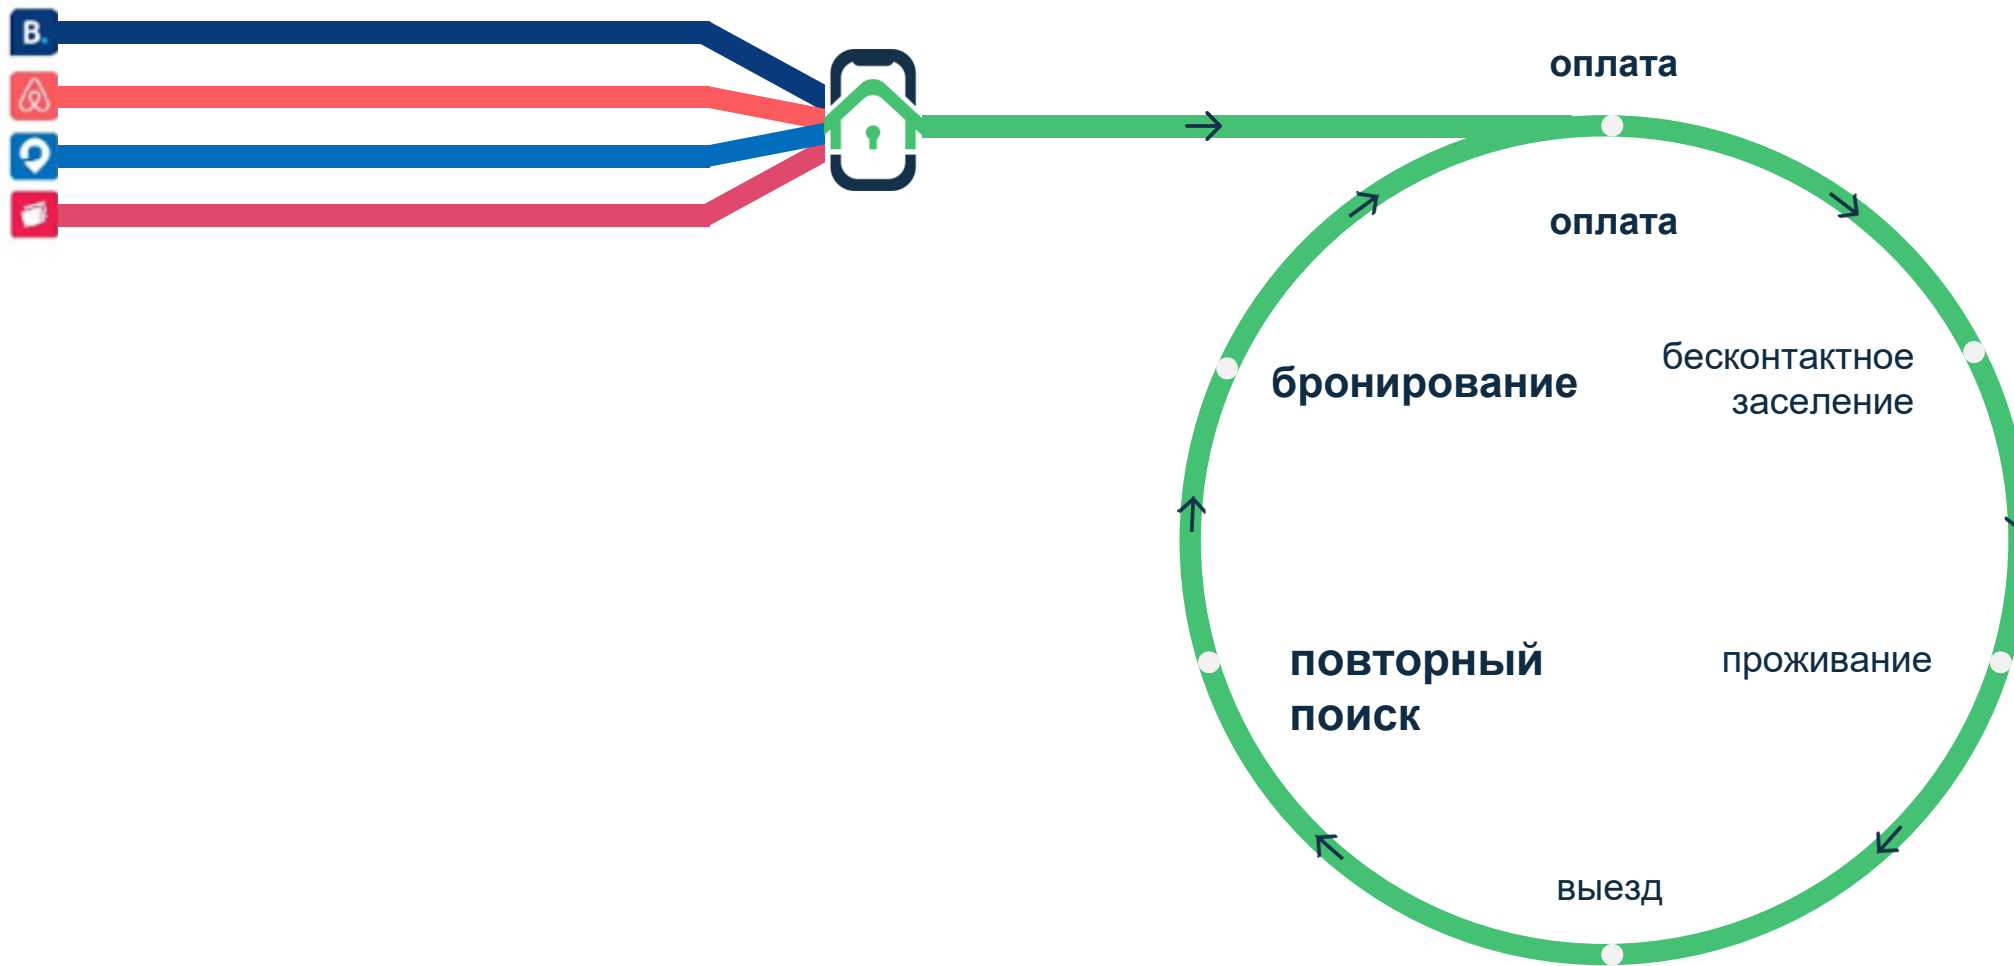 B.
оплата
оплата
бесконтактное
заселение
бронирование
повторный
поиск
проживание
выезд